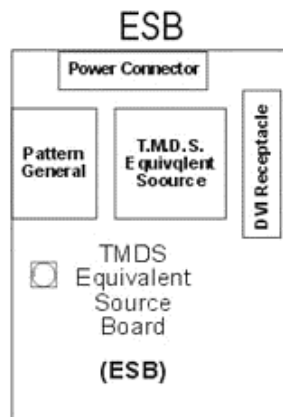 ESB
Power Connector
Pattern
General
T.M.D.S.
Equivqlent
Soource
DVI Receptacle
TMDS
Equivalent
Source
Board
(ESB)